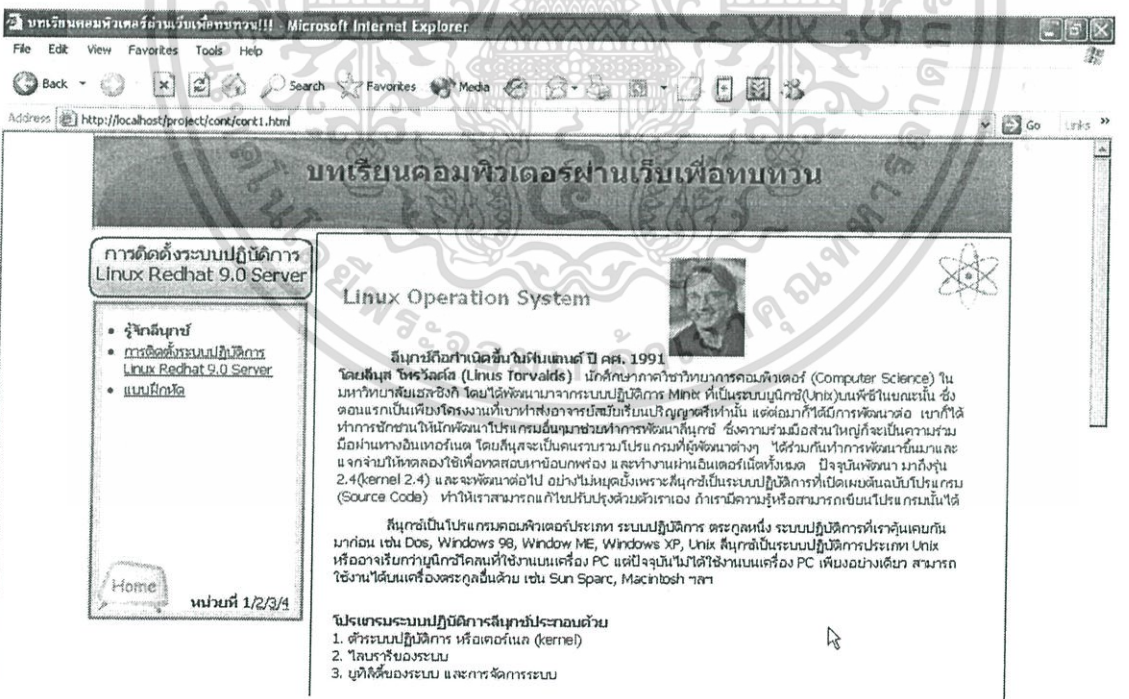 บทเรียนคอมพิวเตอร์ผ่านเว็บเพื่อทบทวน!!! - Microsoft Internet Explorer
File Edit View Favorites Tools Help
Back Search Favorites Media
Address http://localhost/project/cont/cont1.html Go Links »
บทเรียนคอมพิวเตอร์ผ่านเว็บเพื่อทบทวน
การติดตั้งระบบปฏิบัติการ
Linux Redhat 9.0 Server
• รู้จักลีนุกซ์
• การติดตั้งระบบปฏิบัติการ
Linux Redhat 9.0 Server
• แบบฝึกหัด
Home
หน่วยที่ 1/2/3/4
Linux Operation System
ลีนุกซ์ถือกำเนิดขึ้นในฟินแลนด์ ปี คศ. 1991
โดยลีนุส โทรวัลด์ส (Linus Torvalds) นักศึกษาภาควิชาวิทยาการคอมพิวเตอร์ (Computer Science) ใน
มหาวิทยาลัยเฮลซิงกิ โดยได้พัฒนามาจากระบบปฏิบัติการ Minix ที่เป็นระบบยูนิกซ์(Unix)บนพีซีในขณะนั้น ซึ่ง
ตอนแรกเป็นเพียงโครงงานที่เขาทำส่งอาจารย์สมัยเรียนปริญญาตรีเท่านั้น แต่ต่อมาก็ได้มีการพัฒนาต่อ เขาก็ได้
ทำการชักชวนให้นักพัฒนาโปรแกรมอื่นๆมาช่วยทำการพัฒนาลีนุกซ์ ซึ่งความร่วมมือส่วนใหญ่ก็จะเป็นความร่วม
มือผ่านทางอินเทอร์เนต โดยลีนุสจะเป็นคนรวบรวมโปรแกรมที่ผู้พัฒนาต่างๆ ได้ร่วมกันทำการพัฒนาขึ้นมาและ
แจกจ่ายให้ทดลองใช้เพื่อทดสอบหาข้อบกพร่อง และทำงานผ่านอินเตอร์เน็ตทั้งหมด ปัจจุบันพัฒนา มาถึงรุ่น
2.4(kernel 2.4) และจะพัฒนาต่อไป อย่างไม่หยุดยั้งเพราะลีนุกซ์เป็นระบบปฏิบัติการที่เปิดเผยต้นฉบับโปรแกรม
(Source Code) ทำให้เราสามารถแก้ไขปรับปรุงด้วยตัวเราเอง ถ้าเรามีความรู้หรือสามารถเขียนโปรแกรมนั้นได้
ลีนุกซ์เป็นโปรแกรมคอมพิวเตอร์ประเภท ระบบปฏิบัติการ ตระกูลหนึ่ง ระบบปฏิบัติการที่เราคุ้นเคยกัน
มาก่อน เช่น Dos, Windows 98, Window ME, Windows XP, Unix ลีนุกซ์เป็นระบบปฏิบัติการประเภท Unix
หรืออาจเรียกว่ายูนิกซ์โคลนที่ใช้งานบนเครื่อง PC แต่ปัจจุบันไม่ได้ใช้งานบนเครื่อง PC เพียงอย่างเดียว สามารถ
ใช้งานได้บนเครื่องตระกูลอื่นด้วย เช่น Sun Sparc, Macintosh ฯลฯ
โปรแกรมระบบปฏิบัติการลีนุกซ์ประกอบด้วย
1. ตัวระบบปฏิบัติการ หรือเคอร์เนล (kernel)
2. ไลบรารีของระบบ
3. ยูทิลิตี้ของระบบ และการจัดการระบบ